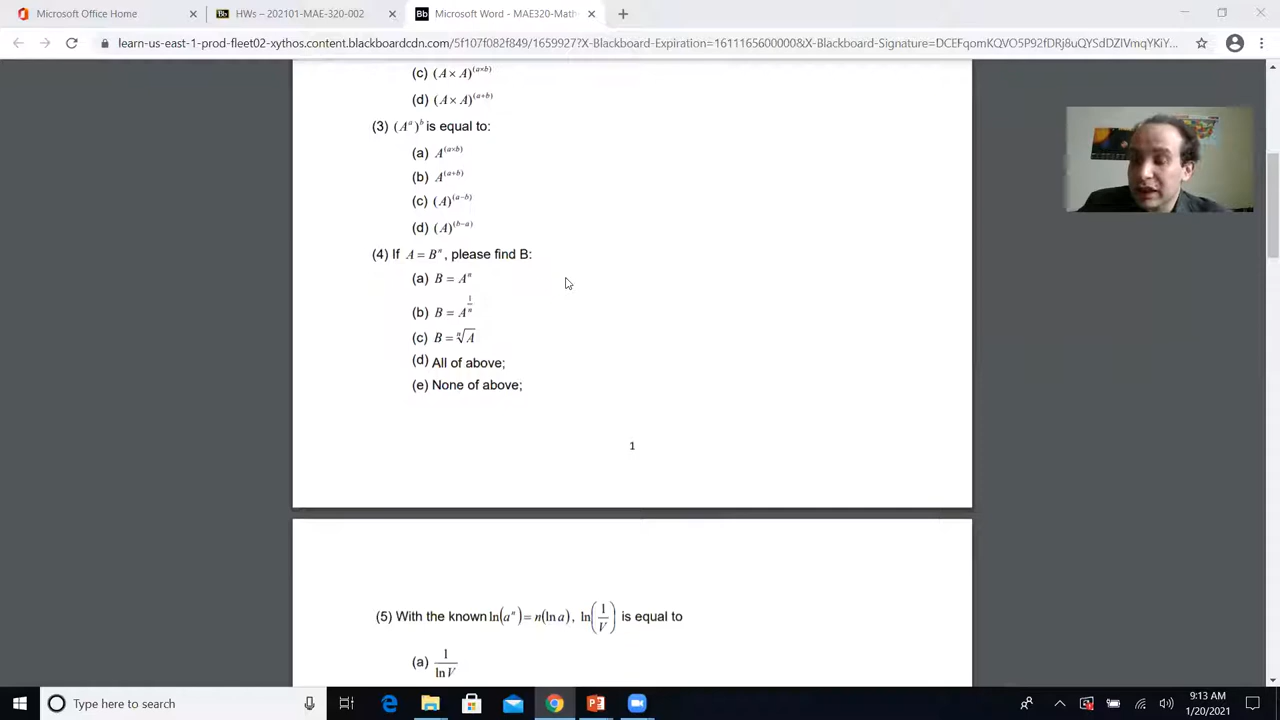 Microsoft Office Home
Bb HWs – 202101-MAE-320-002
Bb Microsoft Word - MAE320-Math
learn-us-east-1-prod-fleet02-xythos.content.blackboardcdn.com/5f107f082f849/1659927?X-Blackboard-Expiration=1611165600000&X-Blackboard-Signature=DCEFqomKQVO5P92fDRj8uQYSdDZIVmqYKiY...
(c) (A × A)^(a×b)
(d) (A × A)^(a+b)
(3) (A^a)^b is equal to:
(a) A^(a×b)
(b) A^(a+b)
(c) (A)^(a−b)
(d) (A)^(b−a)
(4) If A = B^n , please find B:
(a) B = A^n
(b) B = A^(1/n)
(c) B = ⁿ√A
(d) All of above;
(e) None of above;
1
(5) With the known ln(a^n) = n(ln a), ln(1/V) is equal to
(a) 1/ln V
Type here to search
9:13 AM
1/20/2021